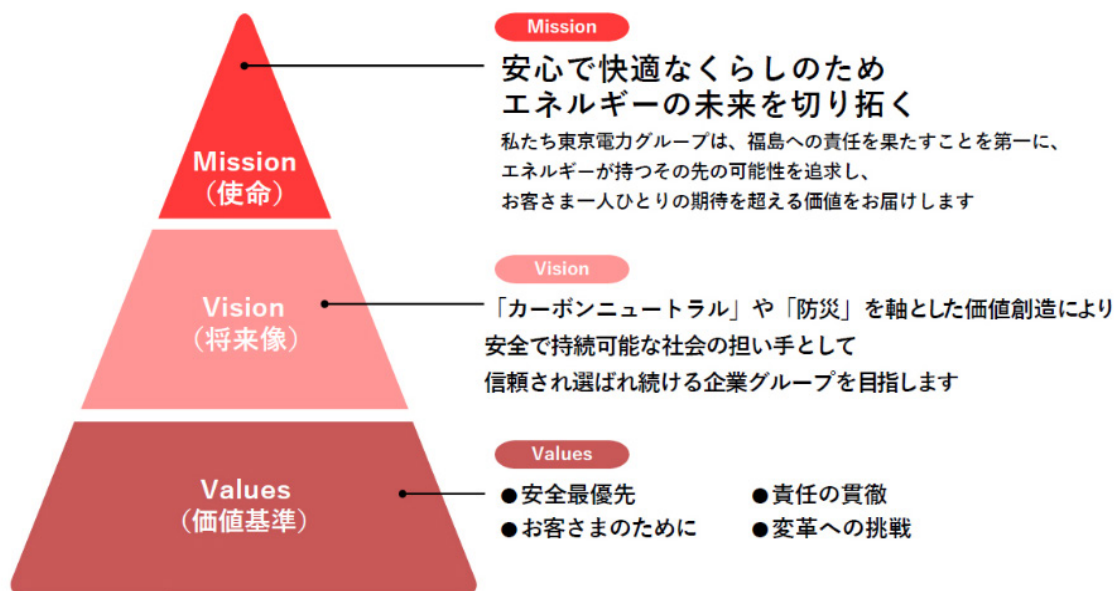 Mission
安心で快適なくらしのため
エネルギーの未来を切り拓く
私たち東京電力グループは、福島への責任を果たすことを第一に、
エネルギーが持つその先の可能性を追求し、
お客さま一人ひとりの期待を超える価値をお届けします
Mission
（使命）
Vision
「カーボンニュートラル」や「防災」を軸とした価値創造により
安全で持続可能な社会の担い手として
信頼され選ばれ続ける企業グループを目指します
Vision
（将来像）
Values
●安全最優先 ●責任の貫徹
●お客さまのために ●変革への挑戦
Values
（価値基準）